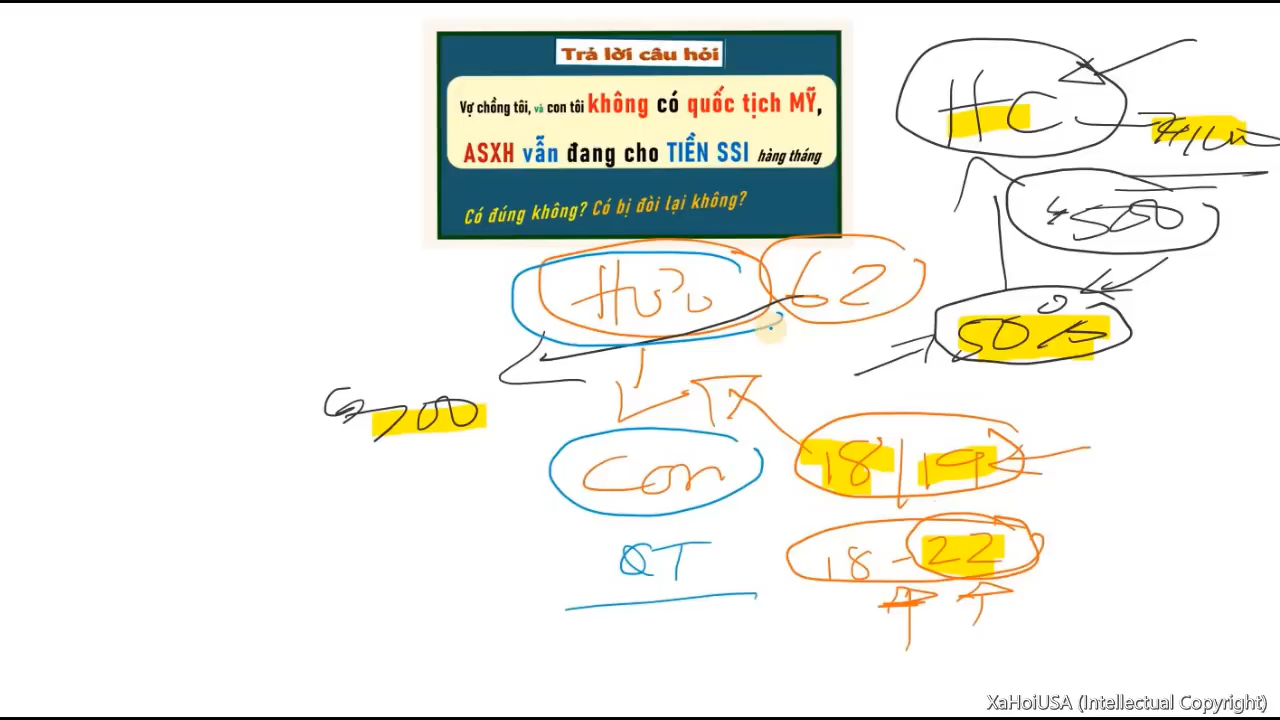 Trả lời câu hỏi
Vợ chồng tôi, và con tôi không có quốc tịch MỸ,
ASXH vẫn đang cho TIỀN SSI hàng tháng
Có đúng không? Có bị đòi lại không?
HC
4500
50%
Hưu 62
700
Con
18/19
QT
18-22
XaHoiUSA (Intellectual Copyright)